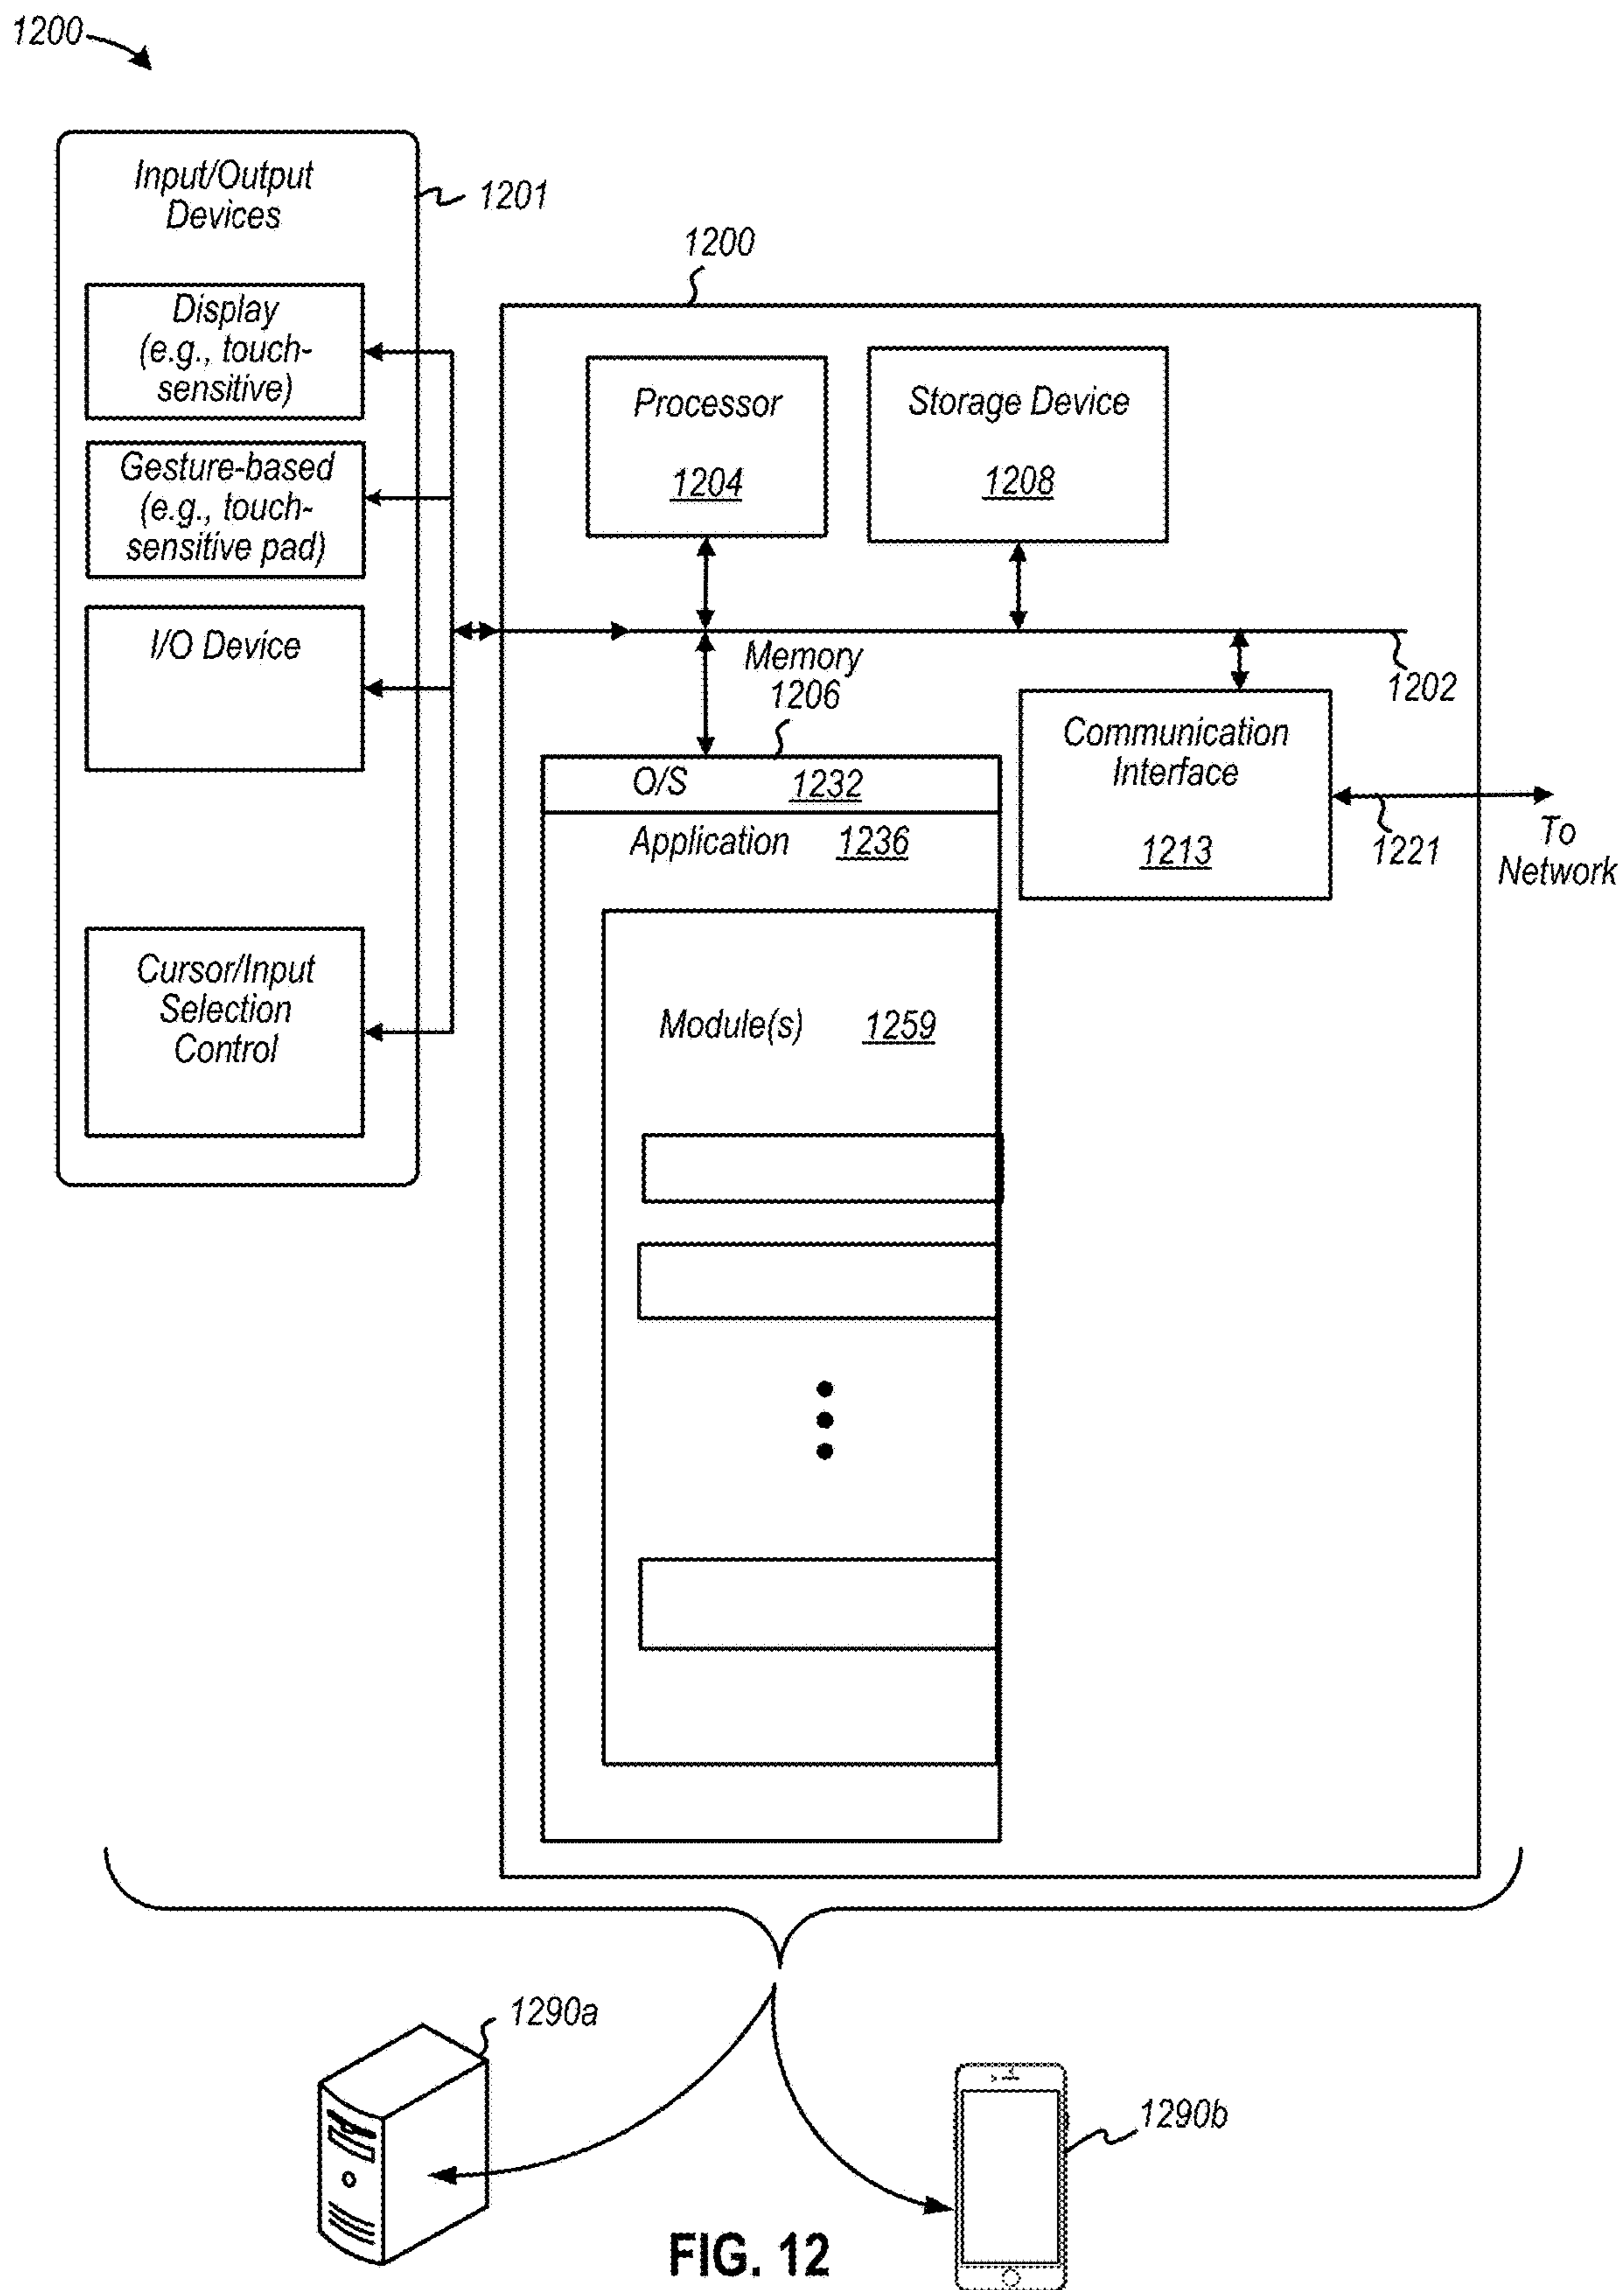 1200
Input/Output
Devices
1201
Display
(e.g., touch-
sensitive)
Gesture-based
(e.g., touch-
sensitive pad)
I/O Device
Cursor/Input
Selection
Control
1200
Processor
1204
Storage Device
1208
1202
Memory
1206
O/S 1232
Application 1236
Module(s) 1259
Communication
Interface
1213
1221
To
Network
1290a
1290b
FIG. 12